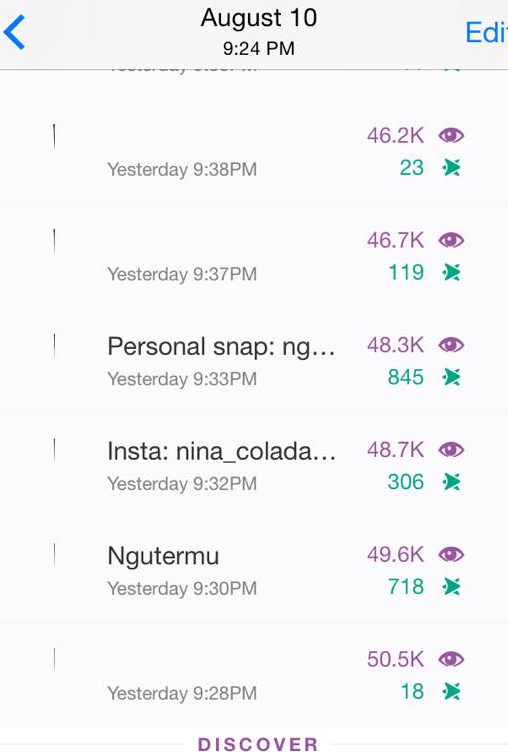 August 10
Edi
9:24 PM
46.2K
Yesterday 9:38PM
23
46.7K
Yesterday 9:37PM
119
Personal snap: ng...
48.3K
Yesterday 9:33PM
845
Insta: nina_colada...
48.7K
Yesterday 9:32PM
306
Ngutermu
49.6K
Yesterday 9:30PM
718
50.5K
Yesterday 9:28PM
18
DISCOVER